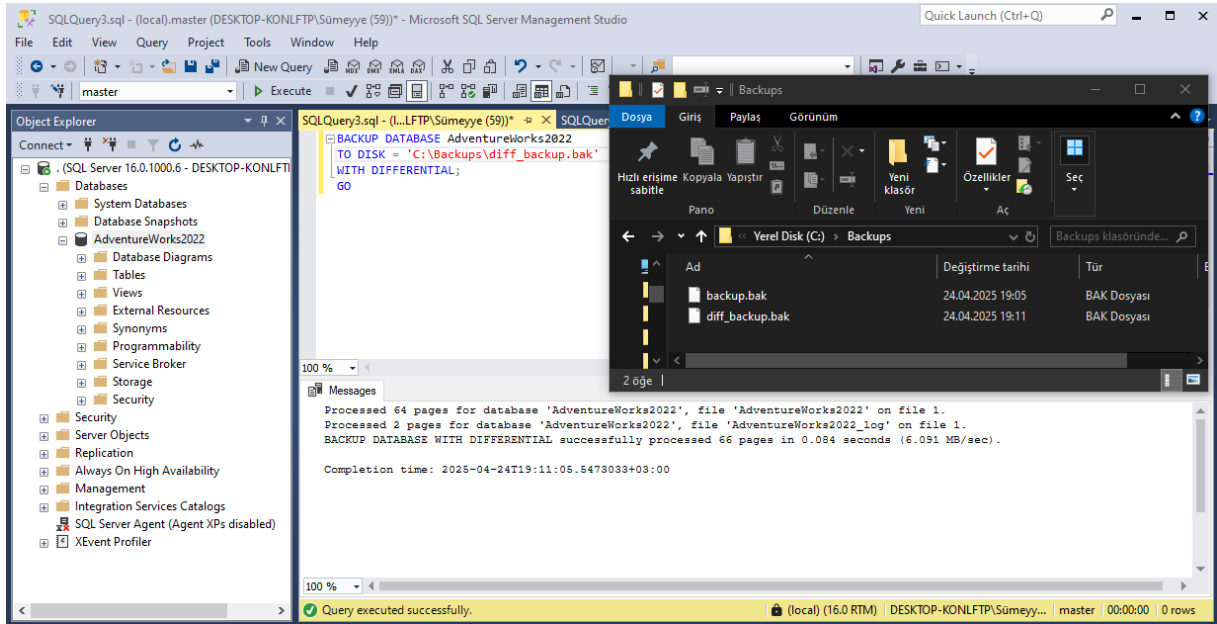 SQLQuery3.sql - (local).master (DESKTOP-KONLFTP\Sümeyye (59))* - Microsoft SQL Server Management Studio
Quick Launch (Ctrl+Q)
File Edit View Query Project Tools Window Help
New Query MDX DMX XMLA DAX
master Execute
Object Explorer
Connect
. (SQL Server 16.0.1000.6 - DESKTOP-KONLFTI
Databases
System Databases
Database Snapshots
AdventureWorks2022
Database Diagrams
Tables
Views
External Resources
Synonyms
Programmability
Service Broker
Storage
Security
Security
Server Objects
Replication
Always On High Availability
Management
Integration Services Catalogs
SQL Server Agent (Agent XPs disabled)
XEvent Profiler
SQLQuery3.sql - (l...LFTP\Sümeyye (59))* SQLQuer
BACKUP DATABASE AdventureWorks2022
TO DISK = 'C:\Backups\diff_backup.bak'
WITH DIFFERENTIAL;
GO
Backups
Dosya Giriş Paylaş Görünüm
Hızlı erişime sabitle
Kopyala
Yapıştır
Yeni klasör
Özellikler
Seç
Pano Düzenle Yeni Aç
« Yerel Disk (C:) › Backups
Backups klasöründe...
Ad Değiştirme tarihi Tür
backup.bak 24.04.2025 19:05 BAK Dosyası
diff_backup.bak 24.04.2025 19:11 BAK Dosyası
2 öğe
100 %
Messages
Processed 64 pages for database 'AdventureWorks2022', file 'AdventureWorks2022' on file 1.
Processed 2 pages for database 'AdventureWorks2022', file 'AdventureWorks2022_log' on file 1.
BACKUP DATABASE WITH DIFFERENTIAL successfully processed 66 pages in 0.084 seconds (6.091 MB/sec).
Completion time: 2025-04-24T19:11:05.5473033+03:00
100 %
Query executed successfully.
(local) (16.0 RTM) DESKTOP-KONLFTP\Sümeyy... master 00:00:00 0 rows